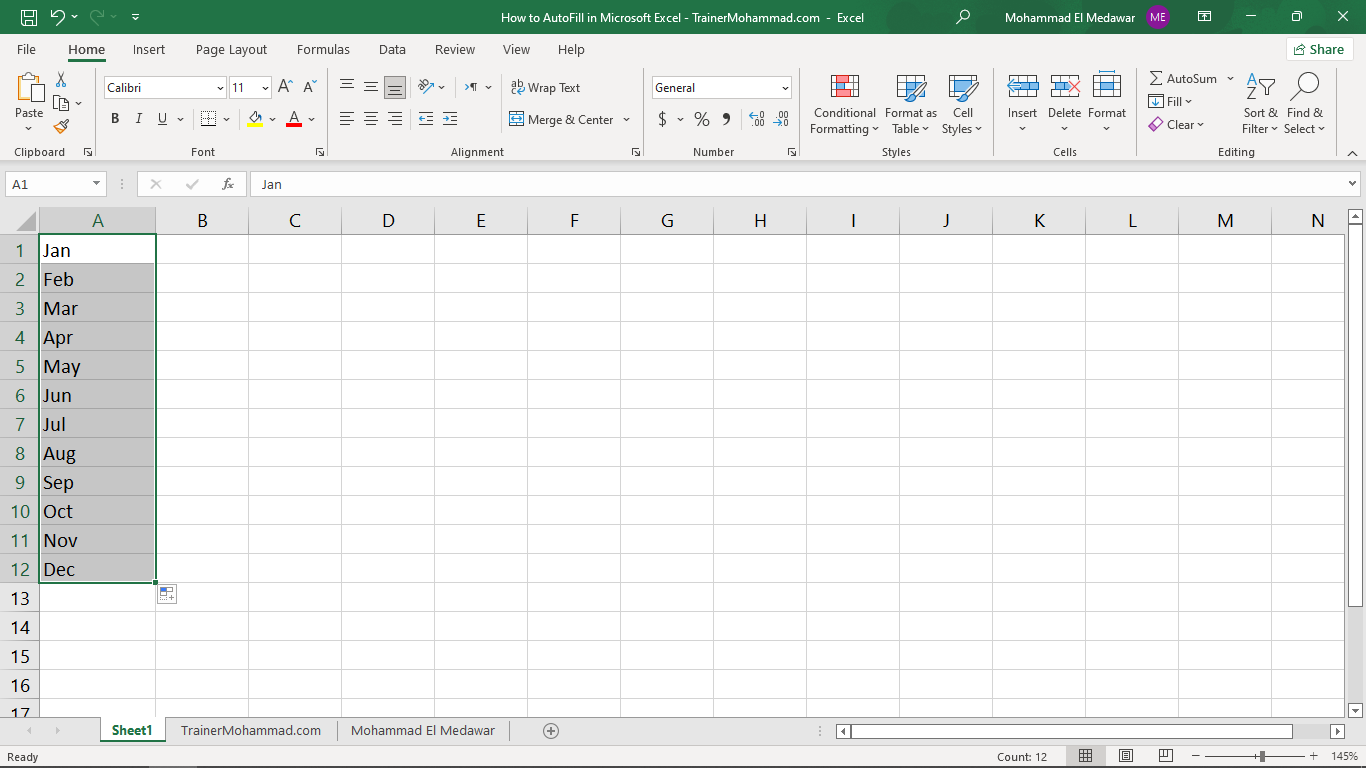 How to AutoFill in Microsoft Excel - TrainerMohammad.com - Excel
Mohammad El Medawar ME
File Home Insert Page Layout Formulas Data Review View Help Share
Paste
Clipboard
Calibri 11
B I U A
Font
Wrap Text
Merge & Center
Alignment
General
$ % 9
Number
Conditional Formatting
Format as Table
Cell Styles
Styles
Insert Delete Format
Cells
AutoSum
Fill
Clear
Sort & Filter
Find & Select
Editing
A1 fx Jan
A B C D E F G H I J K L M N
1 Jan
2 Feb
3 Mar
4 Apr
5 May
6 Jun
7 Jul
8 Aug
9 Sep
10 Oct
11 Nov
12 Dec
13
14
15
16
17
Sheet1 TrainerMohammad.com Mohammad El Medawar
Ready Count: 12 145%